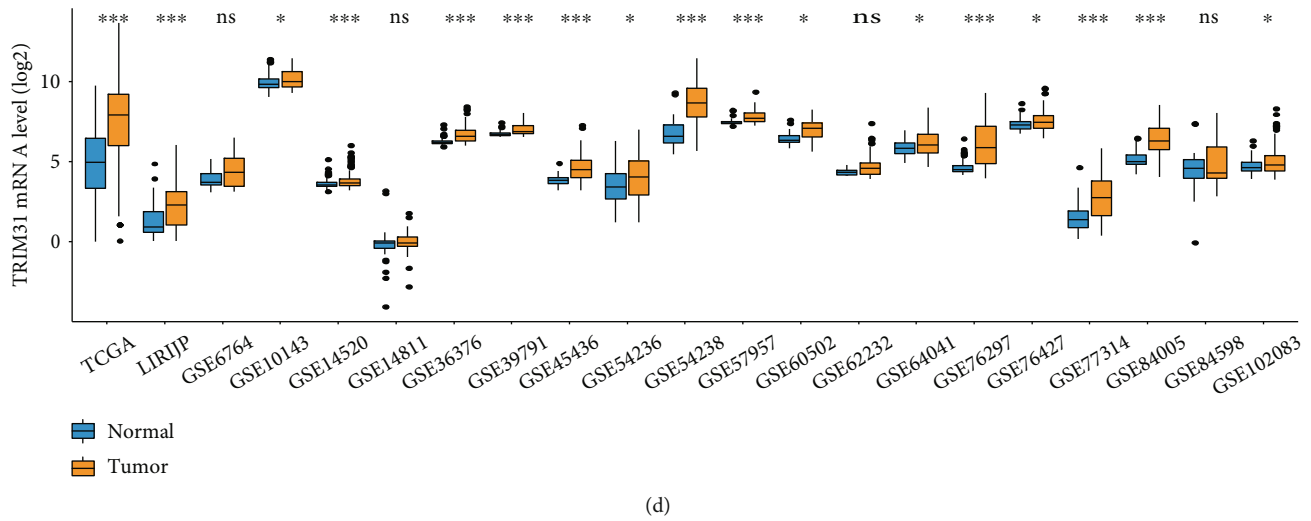 *** *** ns * *** ns *** *** *** * *** *** * ns * *** * *** *** ns *
TRIM31 mRN A level (log2)
10
5
0
TCGA LIRIJP GSE6764 GSE10143 GSE14520 GSE14811 GSE36376 GSE39791 GSE45436 GSE54236 GSE54238 GSE57957 GSE60502 GSE62232 GSE64041 GSE76297 GSE76427 GSE77314 GSE84005 GSE84598 GSE102083
Normal
Tumor
(d)